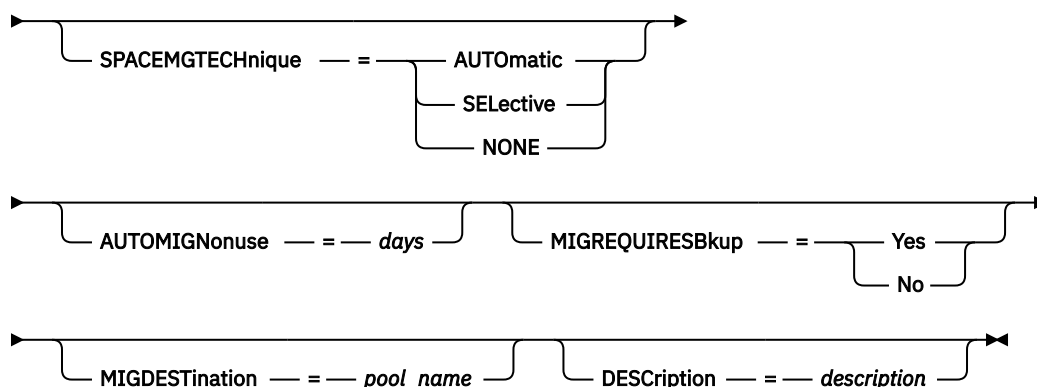 SPACEMGTECHnique = AUTOmatic
SELective
NONE
AUTOMIGNonuse = days MIGREQUIRESBkup = Yes
No
MIGDESTination = pool_name DESCription = description